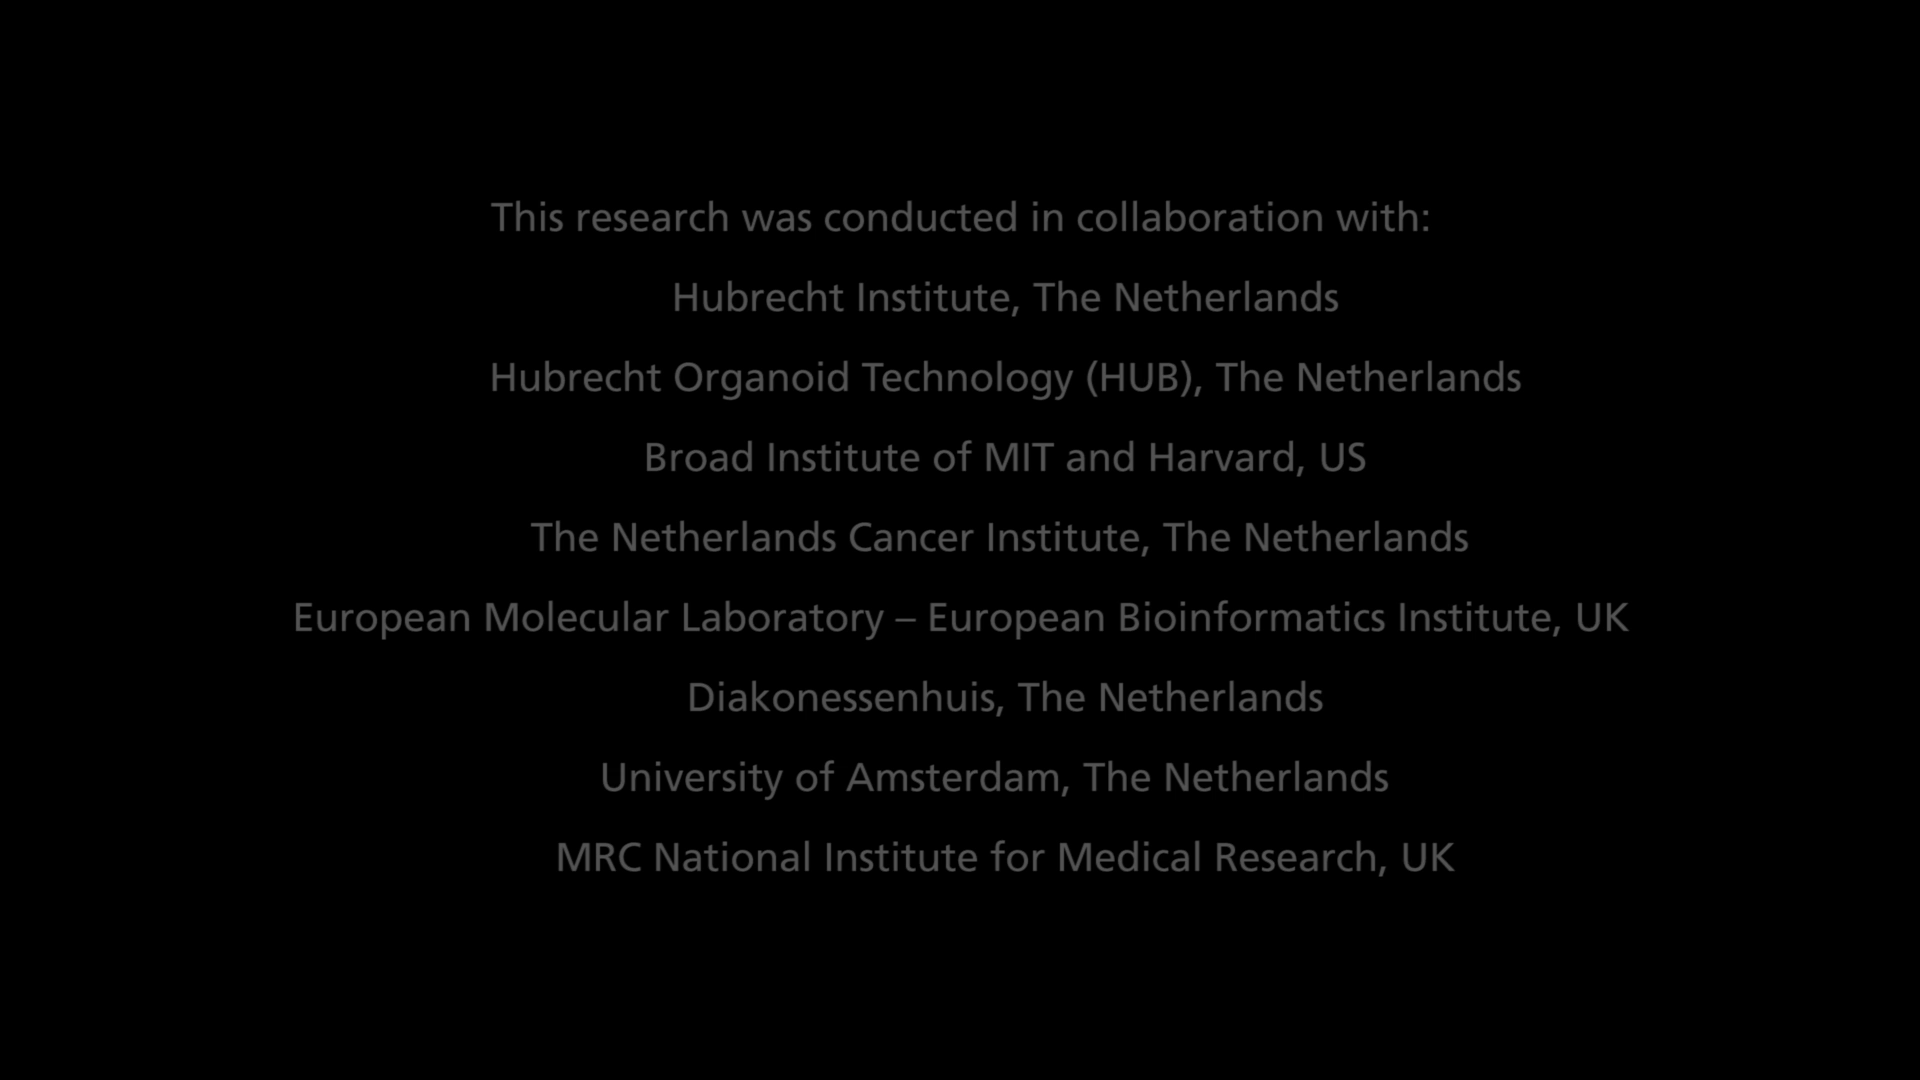 This research was conducted in collaboration with:
Hubrecht Institute, The Netherlands
Hubrecht Organoid Technology (HUB), The Netherlands
Broad Institute of MIT and Harvard, US
The Netherlands Cancer Institute, The Netherlands
European Molecular Laboratory – European Bioinformatics Institute, UK
Diakonessenhuis, The Netherlands
University of Amsterdam, The Netherlands
MRC National Institute for Medical Research, UK